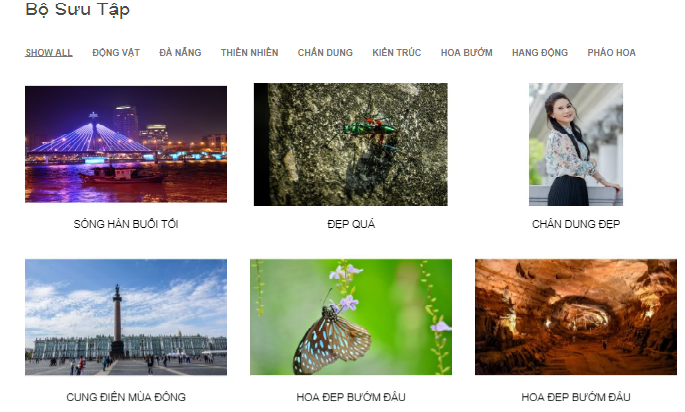 Bộ Sưu Tập
SHOW ALL ĐỘNG VẬT ĐÀ NẴNG THIÊN NHIÊN CHÂN DUNG KIẾN TRÚC HOA BƯỚM HANG ĐỘNG PHÁO HOA
SÔNG HÀN BUỔI TỐI ĐẸP QUÁ CHÂN DUNG ĐẸP
CUNG ĐIỆN MÙA ĐÔNG HOA ĐẸP BƯỚM ĐẬU HOA ĐẸP BƯỚM ĐẬU